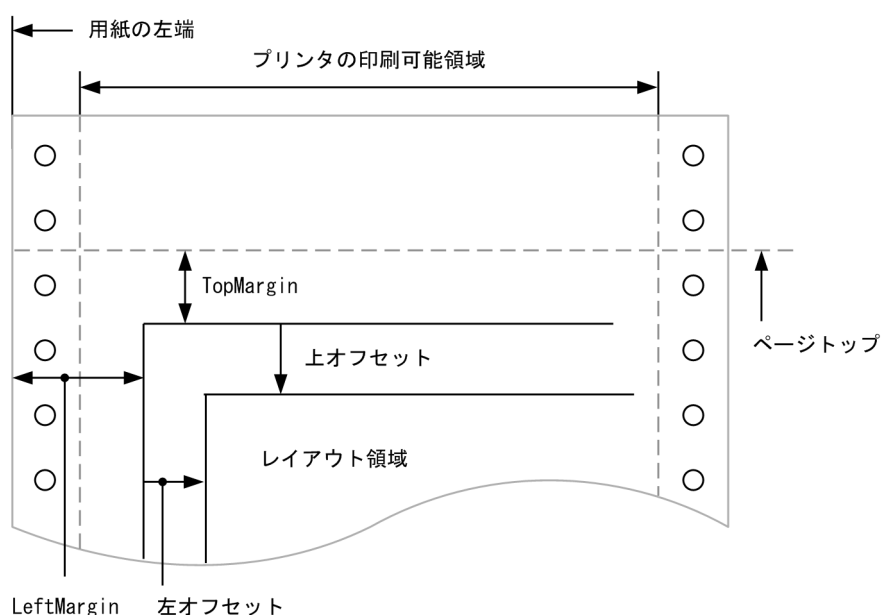 用紙の左端
プリンタの印刷可能領域
TopMargin
ページトップ
上オフセット
レイアウト領域
LeftMargin
左オフセット